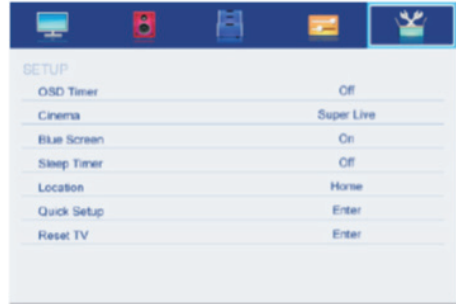 SETUP
OSD Timer Off
Cinema Super Live
Blue Screen On
Sleep Timer Off
Location Home
Quick Setup Enter
Reset TV Enter